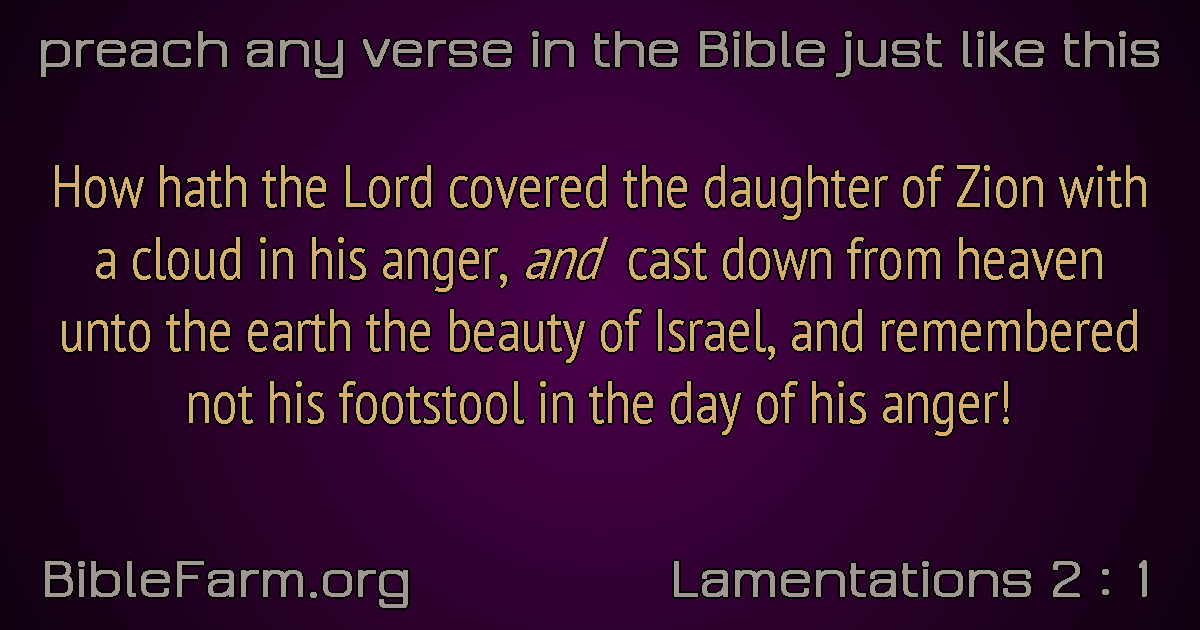 preach any verse in the Bible just like this
How hath the Lord covered the daughter of Zion with
a cloud in his anger, and cast down from heaven
unto the earth the beauty of Israel, and remembered
not his footstool in the day of his anger!
BibleFarm.org
Lamentations 2 : 1